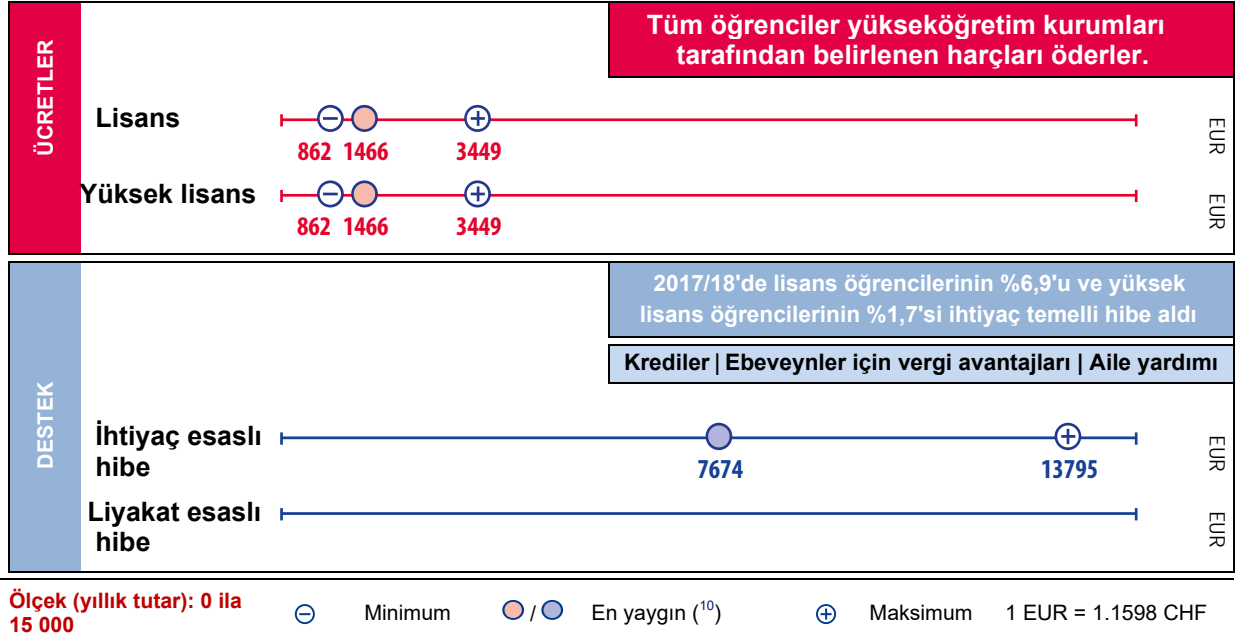 ÜCRETLER
Tüm öğrenciler yükseköğretim kurumları
tarafından belirlenen harçları öderler.
Lisans
862 1466 3449
EUR
Yüksek lisans
862 1466 3449
EUR
DESTEK
2017/18'de lisans öğrencilerinin %6,9'u ve yüksek
lisans öğrencilerinin %1,7'si ihtiyaç temelli hibe aldı
Krediler | Ebeveynler için vergi avantajları | Aile yardımı
İhtiyaç esaslı
hibe
7674 13795
EUR
Liyakat esaslı
hibe
EUR
Ölçek (yıllık tutar): 0 ila
15 000
Minimum / En yaygın (10) Maksimum 1 EUR = 1.1598 CHF